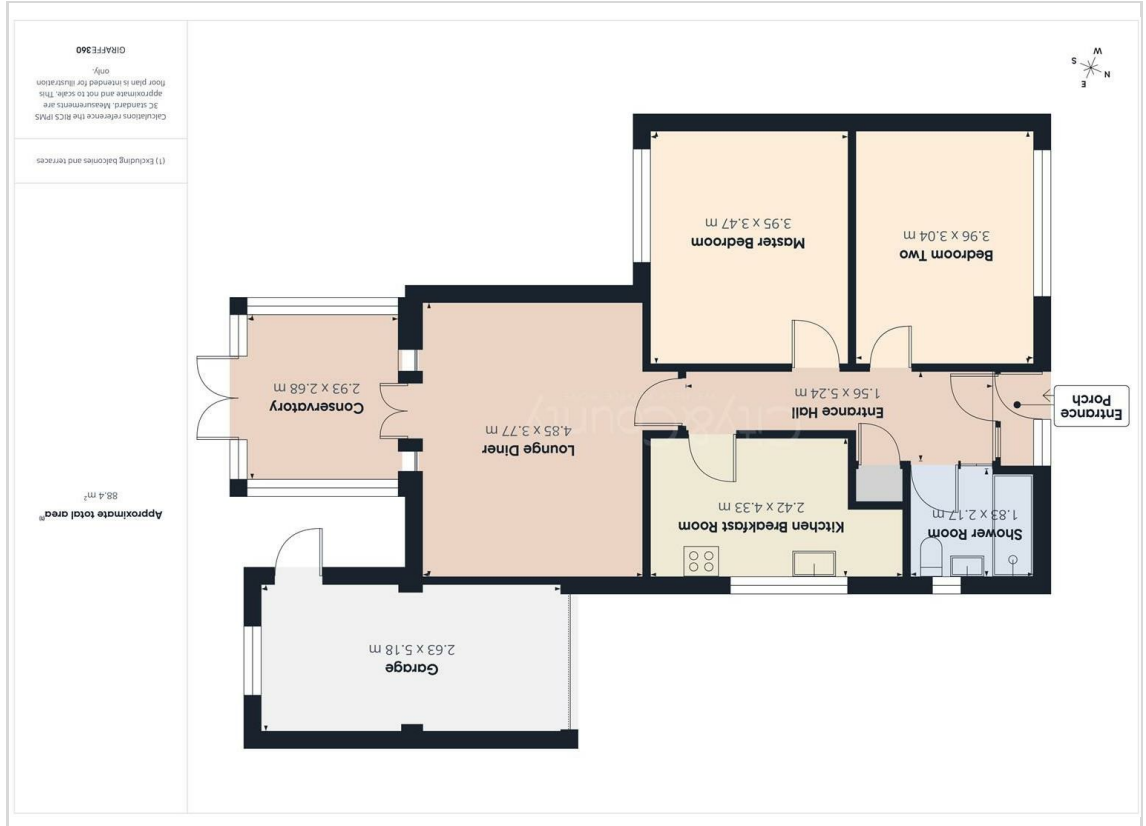 Approximate total area⁽¹⁾
88.4 m²
(1) Excluding balconies and terraces
Calculations reference the RICS IPMS
3C standard. Measurements are
approximate and not to scale. This
floor plan is intended for illustration
only.
GIRAFFE360
Garage
2.63 x 5.18 m
Shower Room
1.83 x 2.17 m
Kitchen Breakfast Room
2.42 x 4.33 m
Lounge Diner
4.85 x 3.77 m
Conservatory
2.93 x 2.68 m
Entrance
Porch
Entrance Hall
1.56 x 5.24 m
City&County
Bedroom Two
3.96 x 3.04 m
Master Bedroom
3.95 x 3.47 m
E
N
S
W